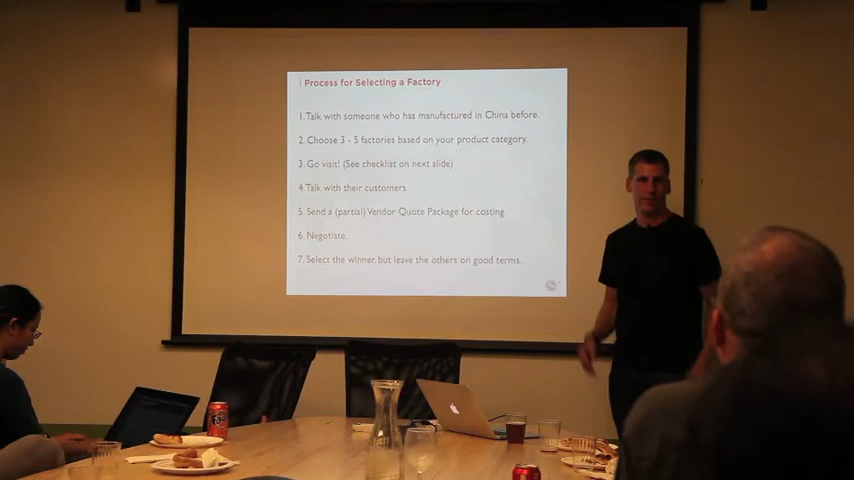 Process for Selecting a Factory
1. Talk with someone who has manufactured in China before.
2. Choose 3 - 5 factories based on your product category.
3. Go visit! (See checklist on next slide)
4. Talk with their customers.
5. Send a (partial) Vendor Quote Package for costing
6. Negotiate.
7. Select the winner, but leave the others on good terms.